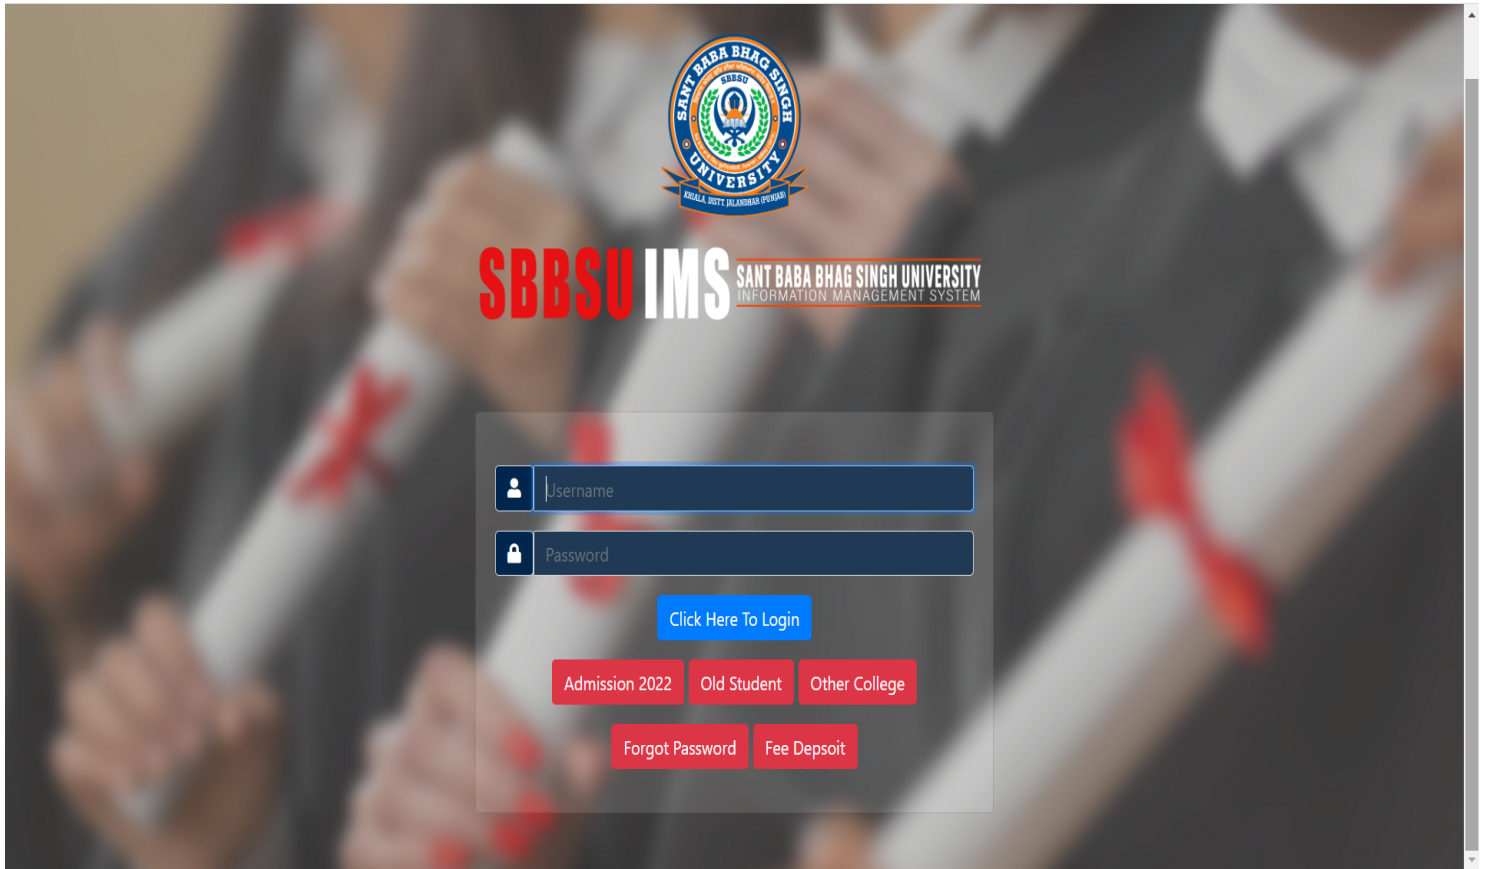 SANT BABA BHAG SINGH
SBBSU
UNIVERSITY
KHIALA, DISTT. JALANDHAR (PUNJAB)
SBBSU IMS SANT BABA BHAG SINGH UNIVERSITY
INFORMATION MANAGEMENT SYSTEM
Username
Password
Click Here To Login
Admission 2022 Old Student Other College
Forgot Password Fee Depsoit